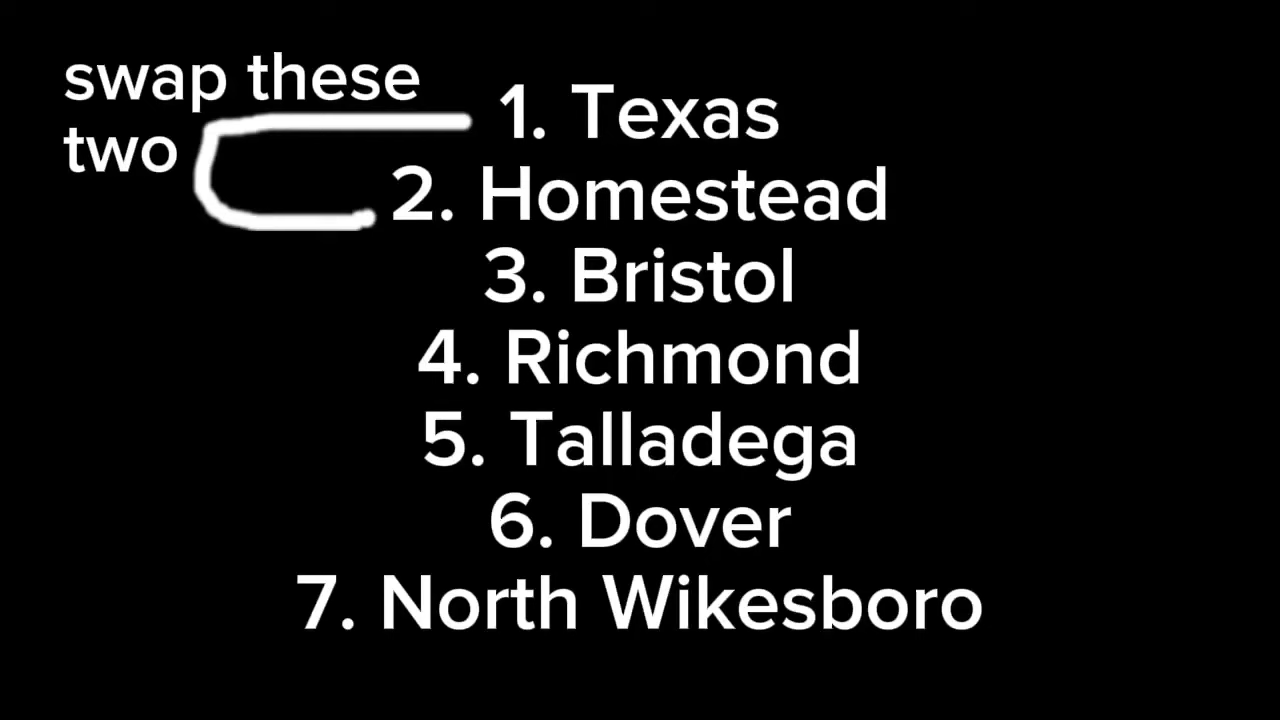 swap these
two
1. Texas
2. Homestead
3. Bristol
4. Richmond
5. Talladega
6. Dover
7. North Wikesboro